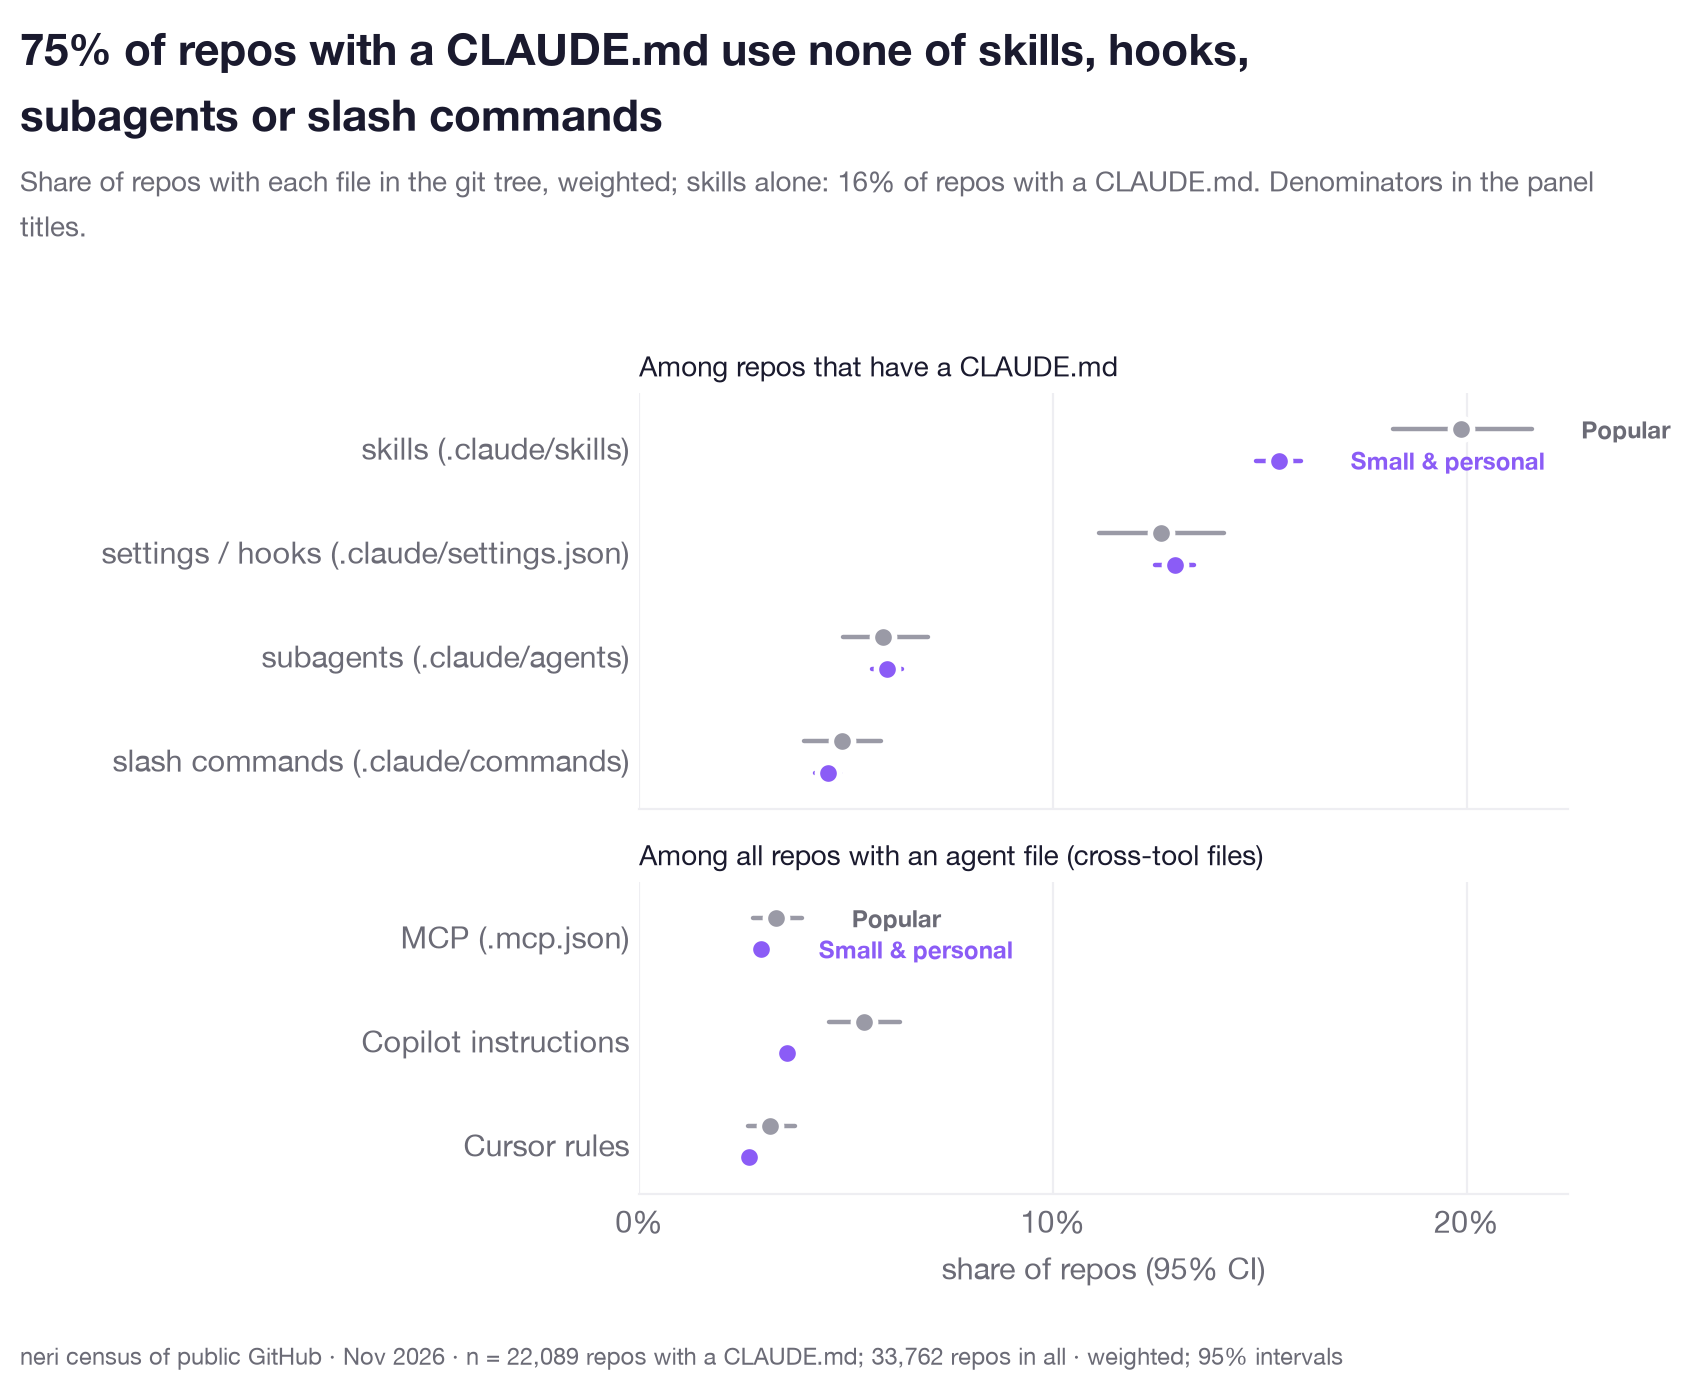 75% of repos with a CLAUDE.md use none of skills, hooks,
subagents or slash commands
Share of repos with each file in the git tree, weighted; skills alone: 16% of repos with a CLAUDE.md. Denominators in the panel
titles.
Among repos that have a CLAUDE.md
skills (.claude/skills)
Popular
Small & personal
settings / hooks (.claude/settings.json)
subagents (.claude/agents)
slash commands (.claude/commands)
Among all repos with an agent file (cross-tool files)
MCP (.mcp.json)
Popular
Small & personal
Copilot instructions
Cursor rules
0% 10% 20%
share of repos (95% CI)
neri census of public GitHub · Nov 2026 · n = 22,089 repos with a CLAUDE.md; 33,762 repos in all · weighted; 95% intervals